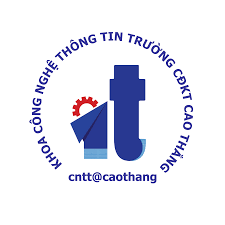 KHOA CÔNG NGHỆ THÔNG TIN TRƯỜNG CĐKT CAO THẮNG
cntt@caothang